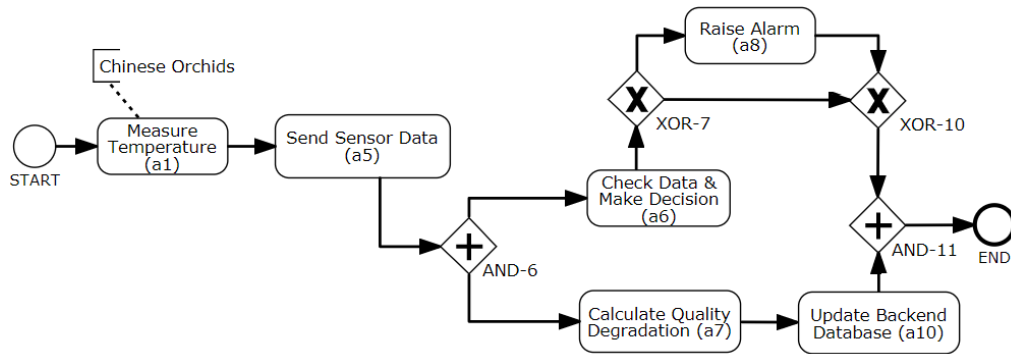 Raise Alarm
(a8)
Chinese Orchids
XOR-7
XOR-10
Measure
Temperature
(a1)
Send Sensor Data
(a5)
START
Check Data &
Make Decision
(a6)
AND-6
AND-11
END
Calculate Quality
Degradation (a7)
Update Backend
Database (a10)